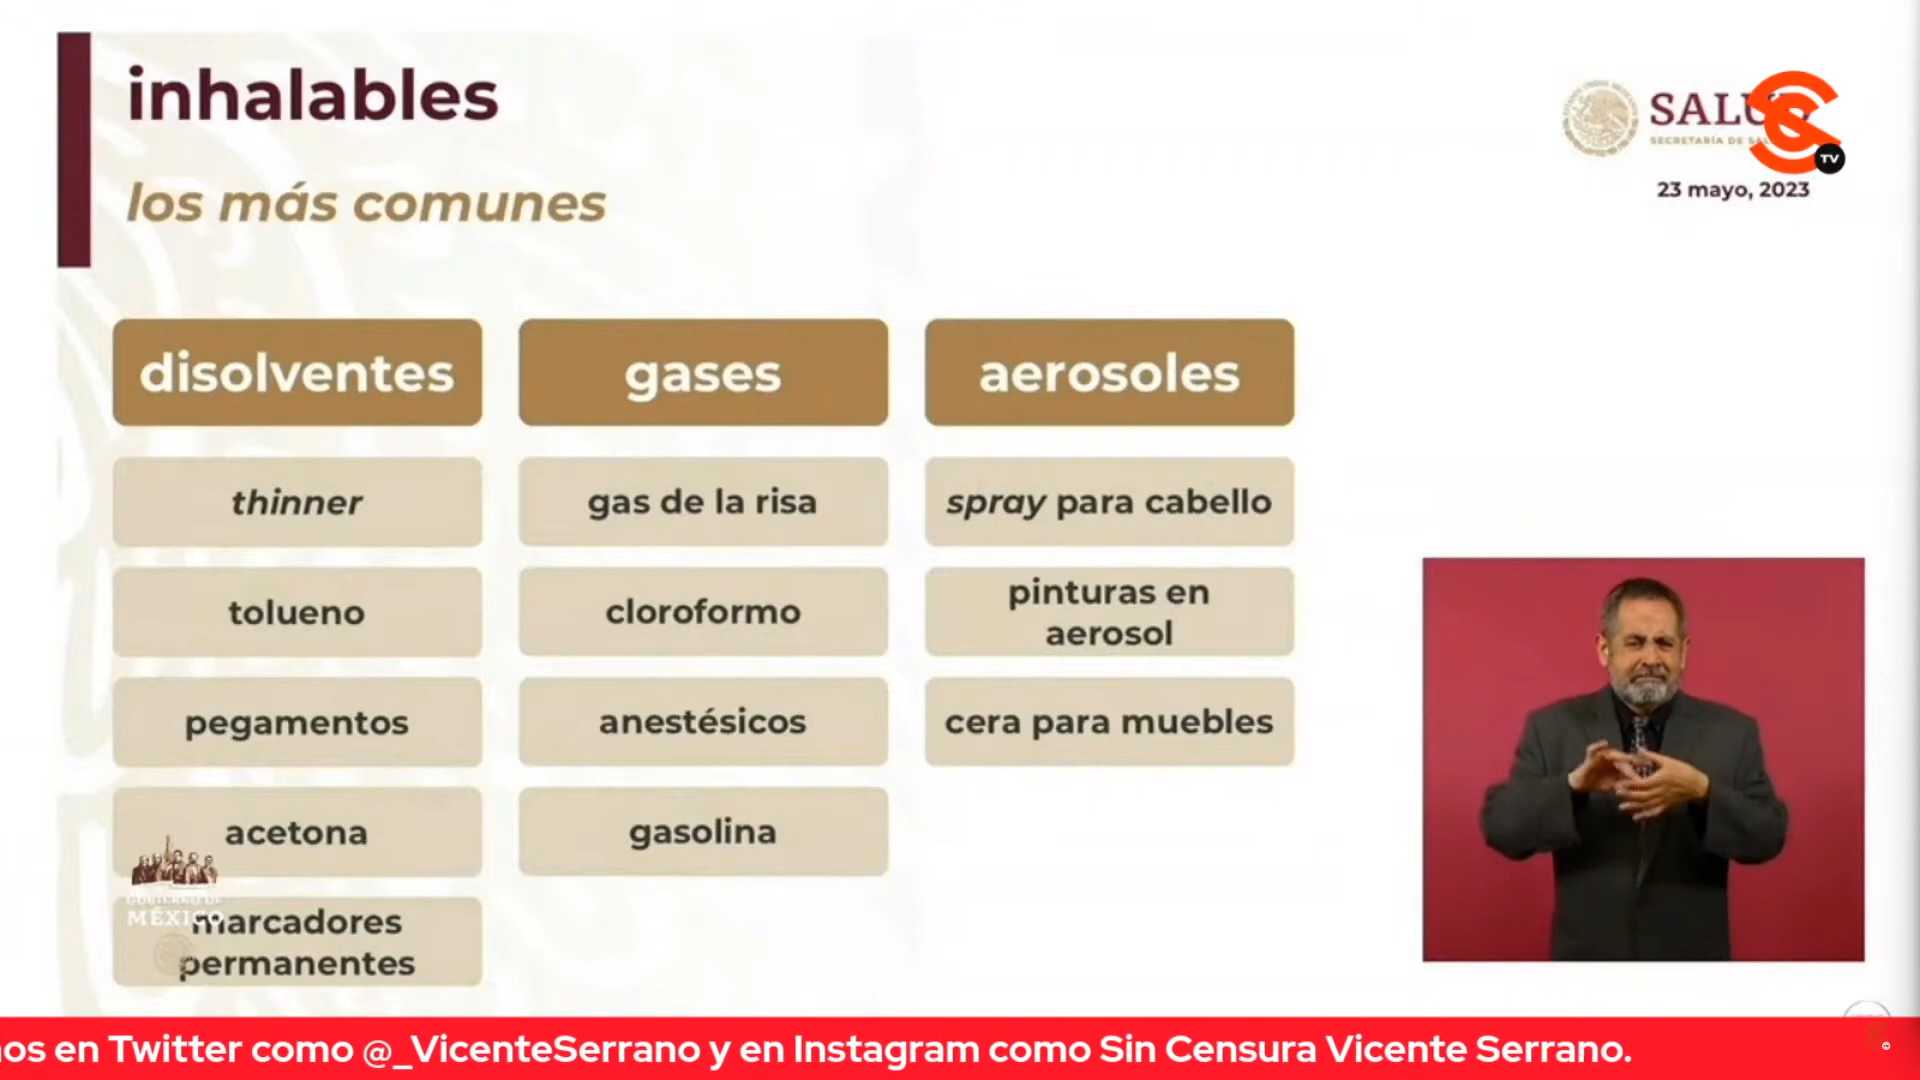 inhalables
los más comunes
SALU
SECRETARÍA DE
TV
23 mayo, 2023
disolventes
gases
aerosoles
thinner
gas de la risa
spray para cabello
tolueno
cloroformo
pinturas en
aerosol
pegamentos
anestésicos
cera para muebles
acetona
gasolina
GOBIERNO DE
MÉXICO
marcadores
permanentes
os en Twitter como @_VicenteSerrano y en Instagram como Sin Censura Vicente Serrano.